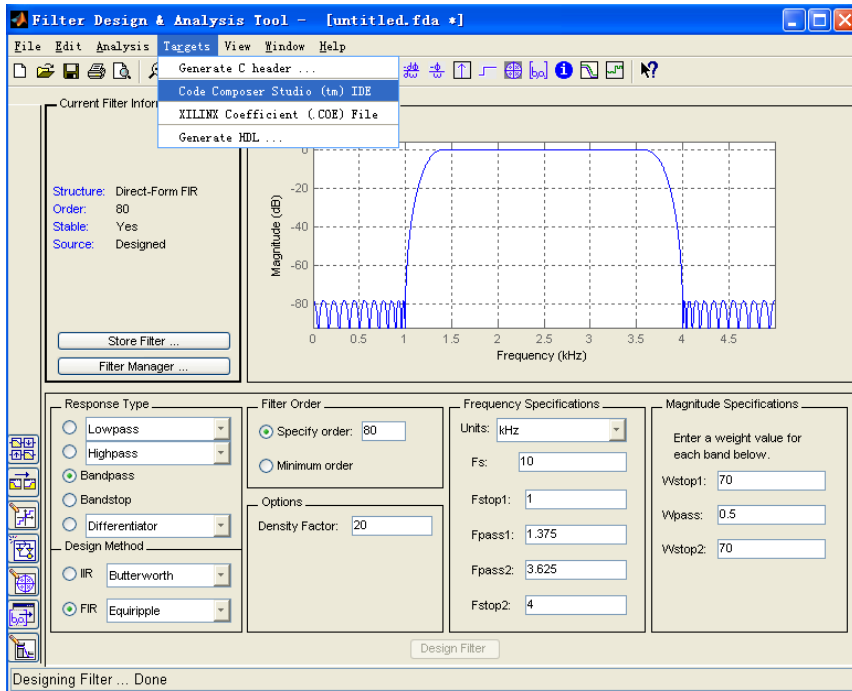 Filter Design & Analysis Tool - [untitled.fda *]
File Edit Analysis Targets View Window Help
Generate C header ...
Code Composer Studio (tm) IDE
XILINX Coefficient (.COE) File
Generate HDL ...
Current Filter Infor
Structure: Direct-Form FIR
Order: 80
Stable: Yes
Source: Designed
Store Filter ...
Filter Manager ...
Magnitude (dB)
0
-20
-40
-60
-80
0 0.5 1 1.5 2 2.5 3 3.5 4 4.5
Frequency (kHz)
Response Type
Lowpass
Highpass
Bandpass
Bandstop
Differentiator
Design Method
IIR Butterworth
FIR Equiripple
Filter Order
Specify order: 80
Minimum order
Options
Density Factor: 20
Frequency Specifications
Units: kHz
Fs: 10
Fstop1: 1
Fpass1: 1.375
Fpass2: 3.625
Fstop2: 4
Magnitude Specifications
Enter a weight value for
each band below.
Wstop1: 70
Wpass: 0.5
Wstop2: 70
Design Filter
Designing Filter ... Done